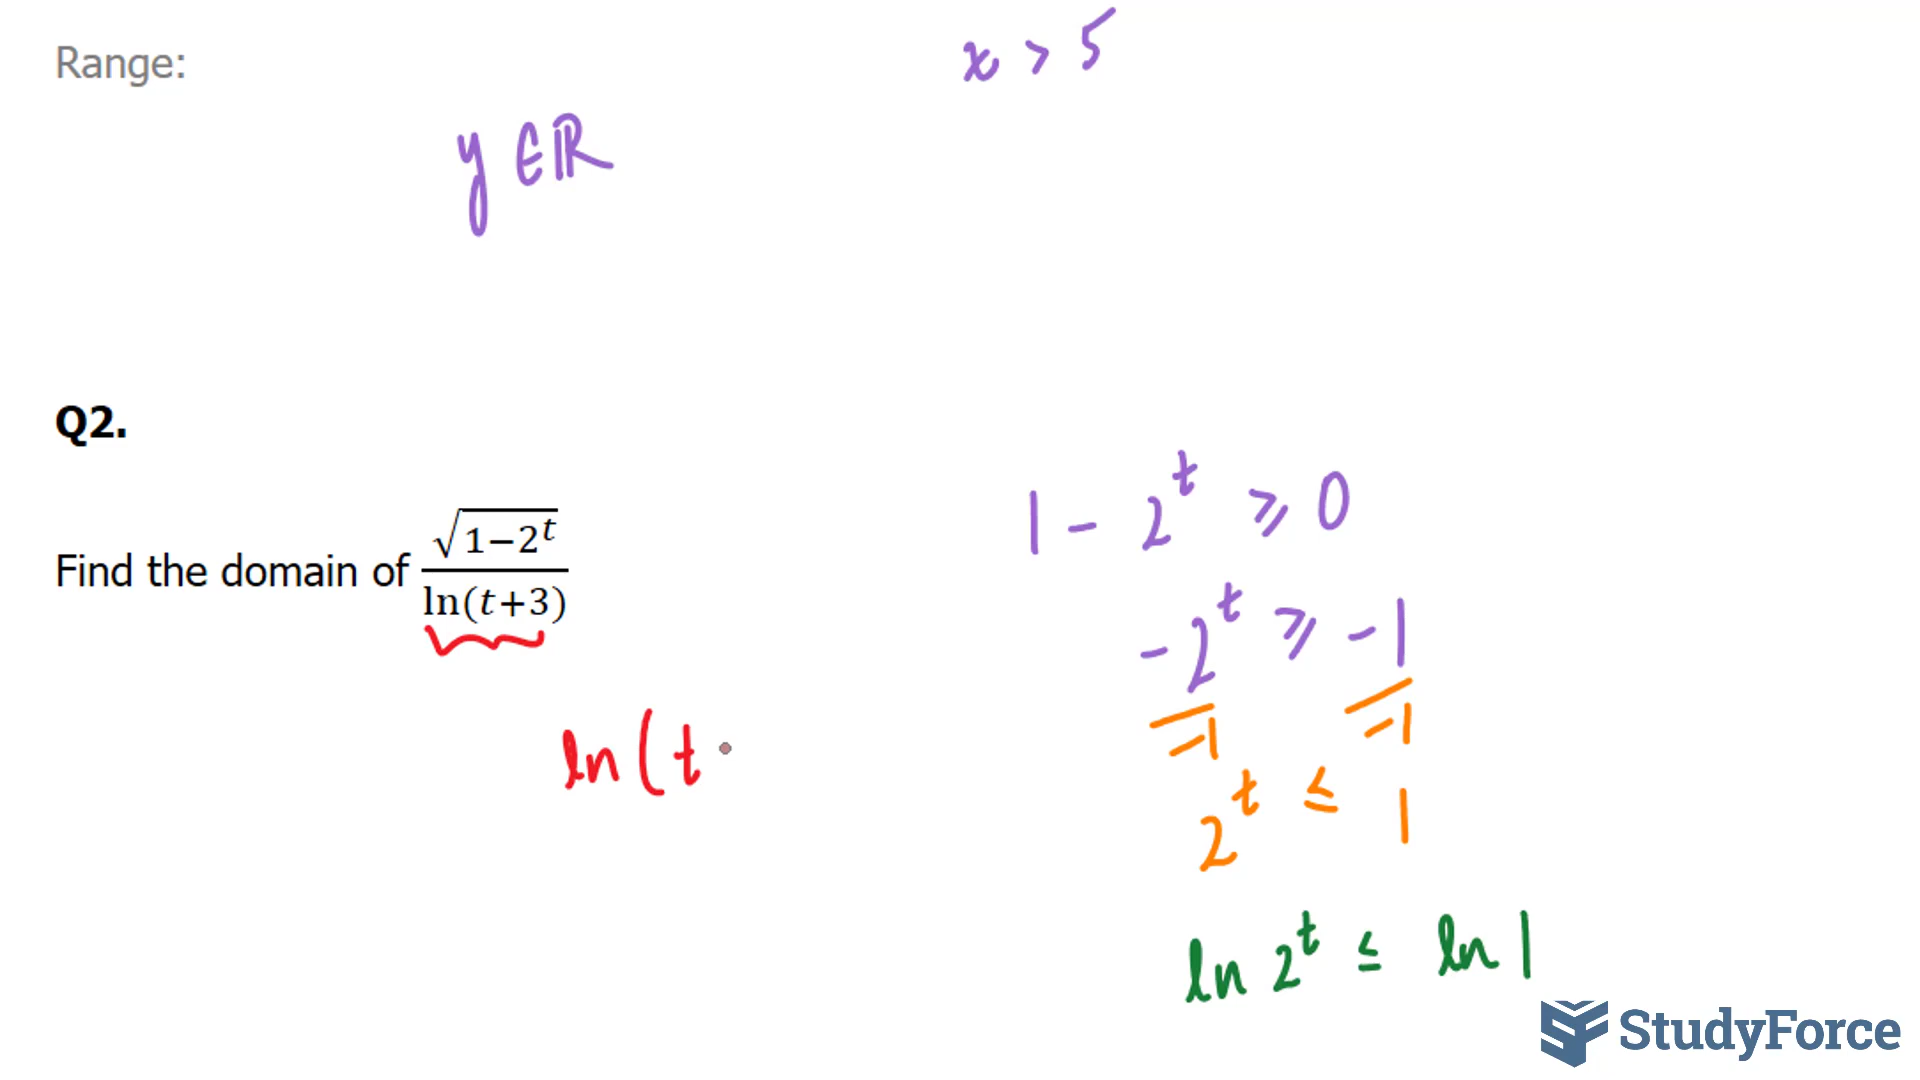 Range:
x > 5
y ∈ ℝ
Q2.
Find the domain of √(1−2^t) / ln(t+3)
1 - 2^t ≥ 0
-2^t ≥ -1
-1 -1
2^t ≤ 1
ln(t
ln 2^t ≤ ln 1
StudyForce